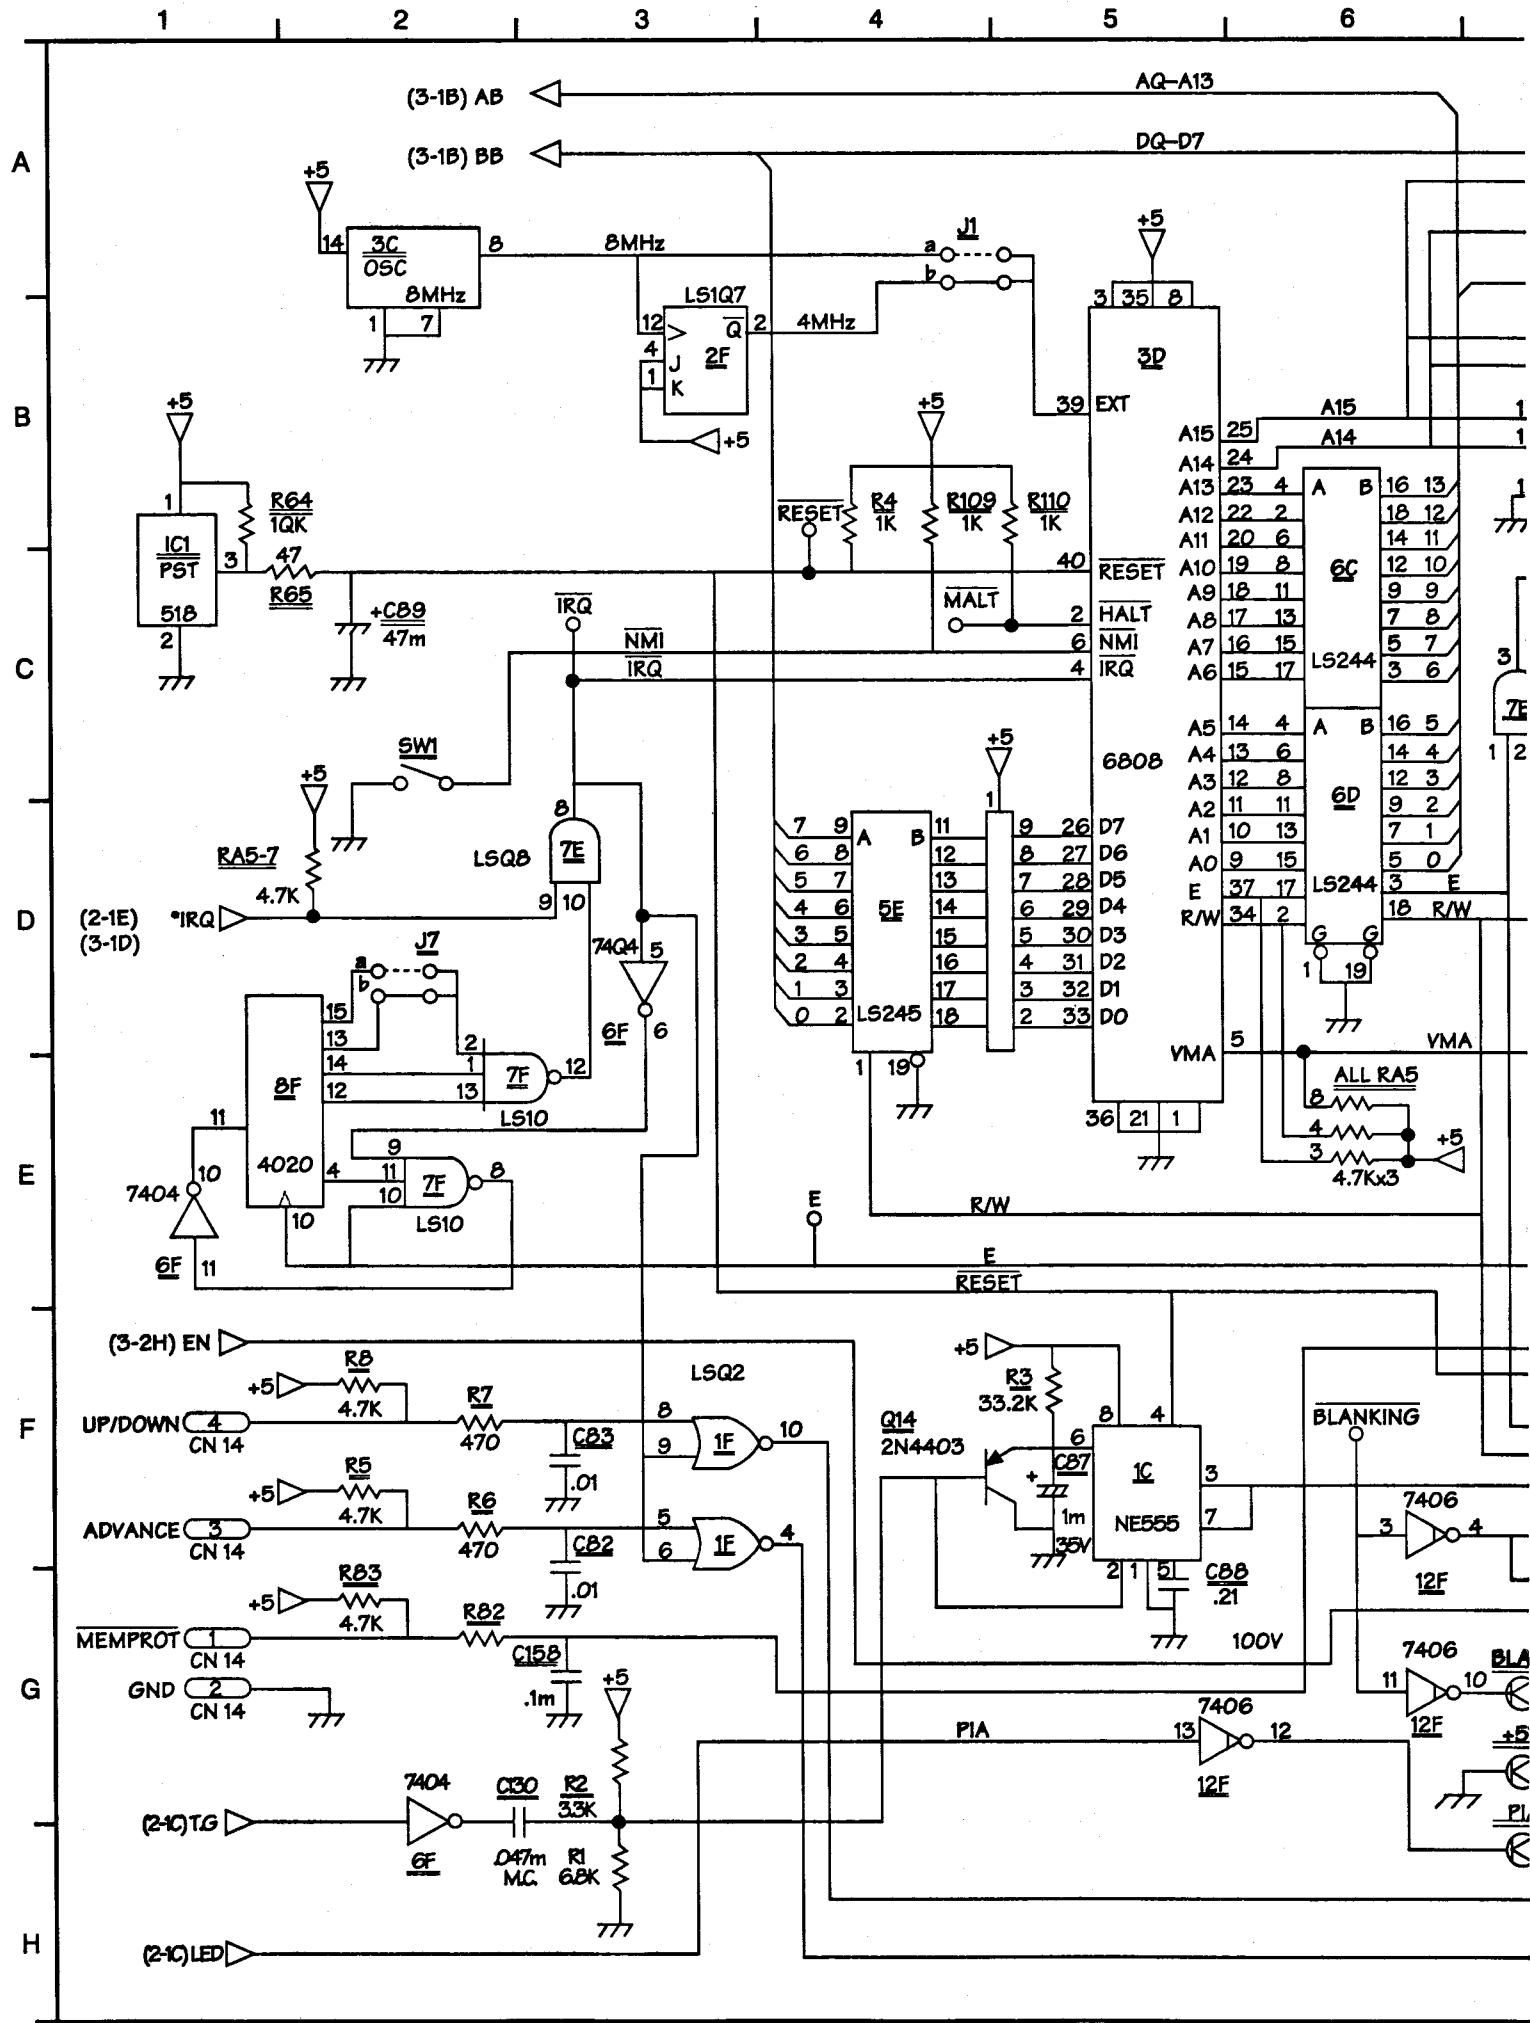 1 2 3 4 5 6
A
B
C
D
E
F
G
H
(3-1B) AB
AQ-A13
(3-1B) BB
DQ-D7
+5
14 3C 8
OSC
8MHz
1 7
8MHz
J1
a
b
LS1Q7
12 Q 2
4 J
1 K
2F
4MHz
+5
+5
3 35 8
3D
39 EXT
+5
1
R64
1QK
IC1
PST
518
3
2
47
R65
+C89
47m
RESET
+5
R4
1K
R109
1K
R110
1K
40 RESET
MALT
2 HALT
6 NMI
4 IRQ
IRQ
NMI
IRQ
6808
A15 25 A15 1
A14 24 A14 1
A13 23 4 A B 16 13 1
A12 22 2 18 12
A11 20 6 14 11
A10 19 8 6C 12 10
A9 18 11 9 9
A8 17 13 7 8
A7 16 15 5 7
A6 15 17 LS244 3 6
3
7E
1 2
A5 14 4 A B 16 5
A4 13 6 14 4
A3 12 8 6D 12 3
A2 11 11 9 2
A1 10 13 7 1
A0 9 15 5 0
E 37 17 LS244 3 E
R/W 34 2 18 R/W
G G
1 19
SW1
+5
RA5-7
4.7K
(2-1E) *IRQ
(3-1D)
8
LSQ8 7E
9 10
74Q4 5
6F 6
+5
1
7 9 A B 11 9 26 D7
6 8 12 8 27 D6
5 7 13 7 28 D5
4 6 5E 14 6 29 D4
3 5 15 5 30 D3
2 4 16 4 31 D2
1 3 17 3 32 D1
0 2 LS245 18 2 33 D0
1 19
VMA 5 VMA
36 21 1
ALL RA5
8
4
3
+5
4.7Kx3
J7
a
b
15
13
14
12
8F
4020
11
4
10
2
1
13
7F 12
LS10
9
11
10
7F 8
LS10
7404 10
6F 11
E
R/W
E
RESET
(3-2H) EN
+5 R8
4.7K
UP/DOWN 4
CN 14
R7
470
C83
.01
LSQ2
8
9
1F 10
+5 R5
4.7K
ADVANCE 3
CN 14
R6
470
C82
.01
5
6
1F 4
+5 R83
4.7K
MEMPROT 1
CN 14
R82
C158
.1m
GND 2
CN 14
+5
R3
33.2K
Q14
2N4403
C87
+
1m
35V
8 4
6
1C
3
7
NE555
2 1 5
C88
.21
100V
BLANKING
7406
3 4
12F
7406
11 10
12F
BLA
+5
PIA
7406
13 12
12F
PI
+5
R2
3.3K
7404
6F
C130
.047m
M.C.
R1
6.8K
(2-1C) T.G
(2-1C) LED